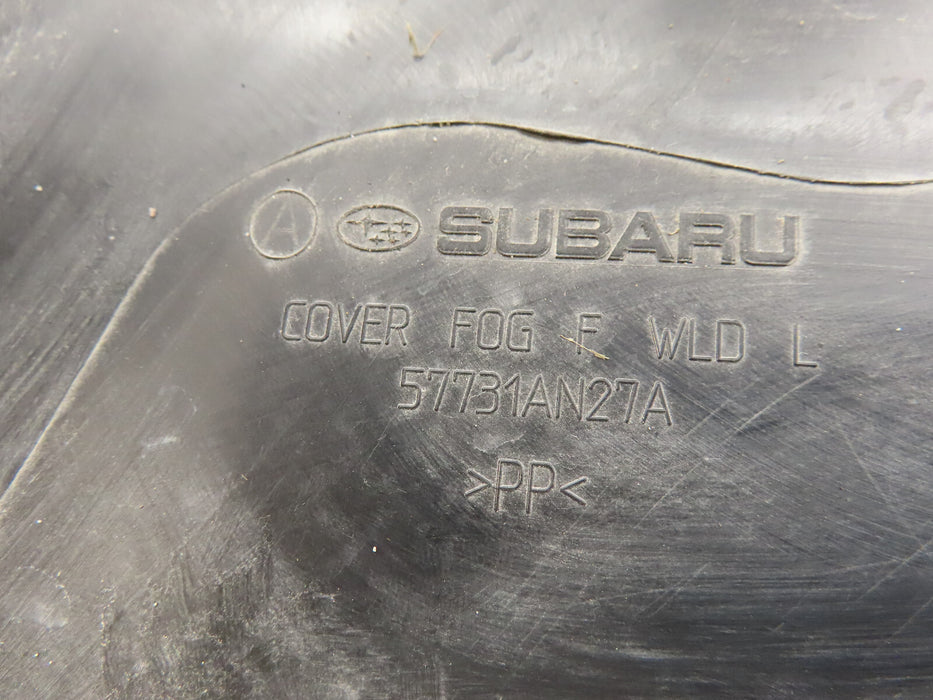 A SUBARU
COVER FOG F WLD L
57731AN27A
>PP<